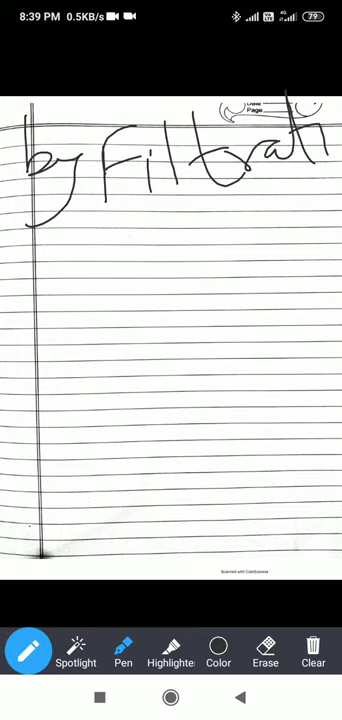 8:39 PM 0.5KB/s 4G 79
Date
Page
by Filtrati
Scanned with CamScanner
Spotlight Pen Highlighte Color Erase Clear